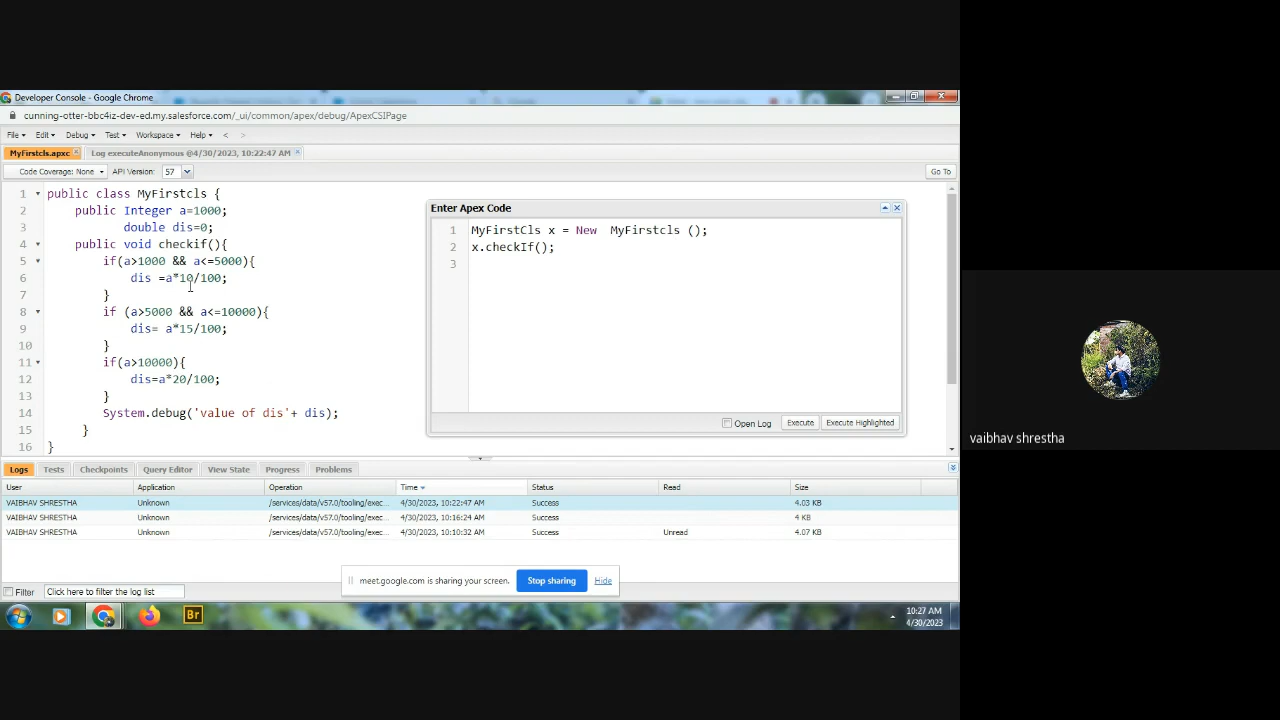 Developer Console - Google Chrome
cunning-otter-bbc4iz-dev-ed.my.salesforce.com/_ui/common/apex/debug/ApexCSIPage
File Edit Debug Test Workspace Help < >
MyFirstcls.apxc Log executeAnonymous @4/30/2023, 10:22:47 AM
Code Coverage: None API Version: 57 Go To
1 public class MyFirstcls {
2 public Integer a=1000;
3 double dis=0;
4 public void checkif(){
5 if(a>1000 && a<=5000){
6 dis =a*10/100;
7 }
8 if (a>5000 && a<=10000){
9 dis= a*15/100;
10 }
11 if(a>10000){
12 dis=a*20/100;
13 }
14 System.debug('value of dis'+ dis);
15 }
16 }
Enter Apex Code
1 MyFirstCls x = New MyFirstcls ();
2 x.checkIf();
3
Open Log Execute Execute Highlighted
vaibhav shrestha
Logs Tests Checkpoints Query Editor View State Progress Problems
User Application Operation Time Status Read Size
VAIBHAV SHRESTHA Unknown /services/data/v57.0/tooling/exec... 4/30/2023, 10:22:47 AM Success 4.03 KB
VAIBHAV SHRESTHA Unknown /services/data/v57.0/tooling/exec... 4/30/2023, 10:16:24 AM Success 4 KB
VAIBHAV SHRESTHA Unknown /services/data/v57.0/tooling/exec... 4/30/2023, 10:10:32 AM Success Unread 4.07 KB
meet.google.com is sharing your screen. Stop sharing Hide
Filter Click here to filter the log list
Br
10:27 AM
4/30/2023